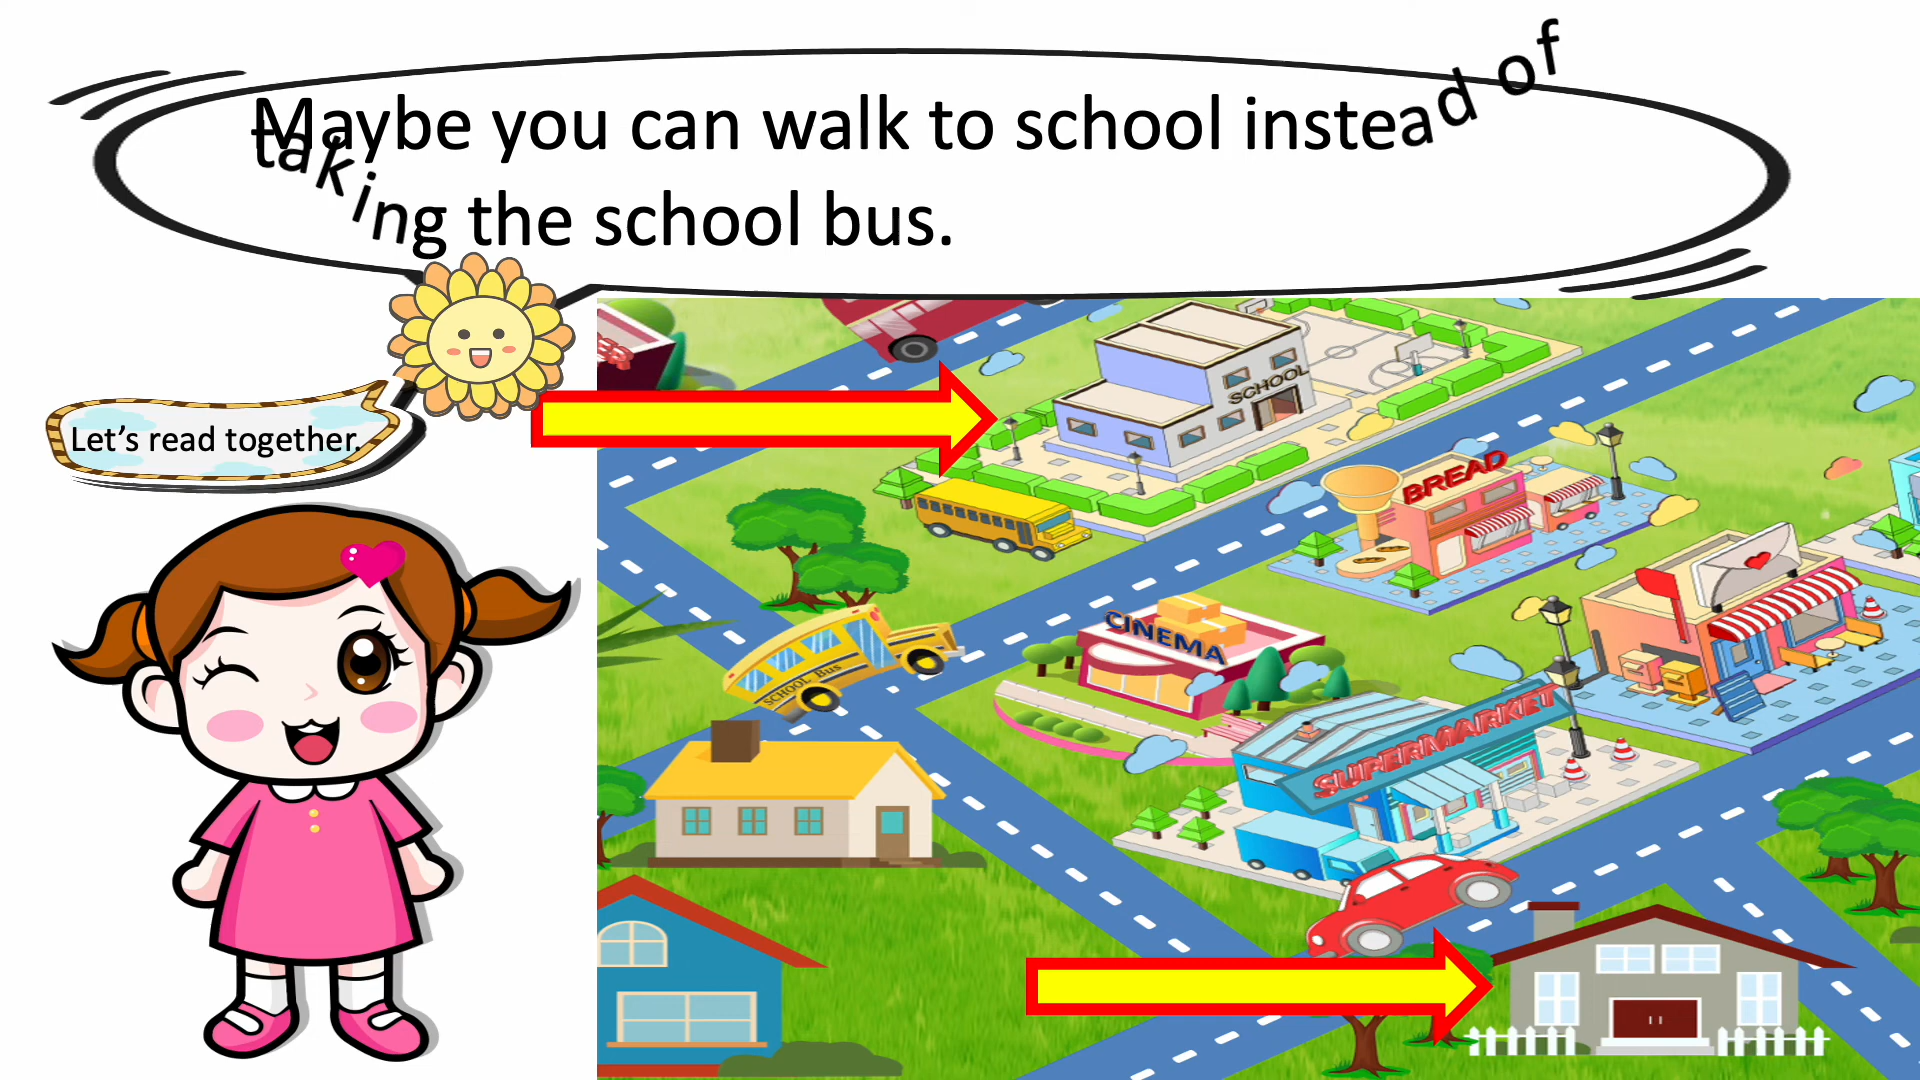 Maybe you can walk to school instead of
taking the school bus.
Let's read together.
SCHOOL
BREAD
CINEMA
SCHOOL Bus
SUPERMARKET